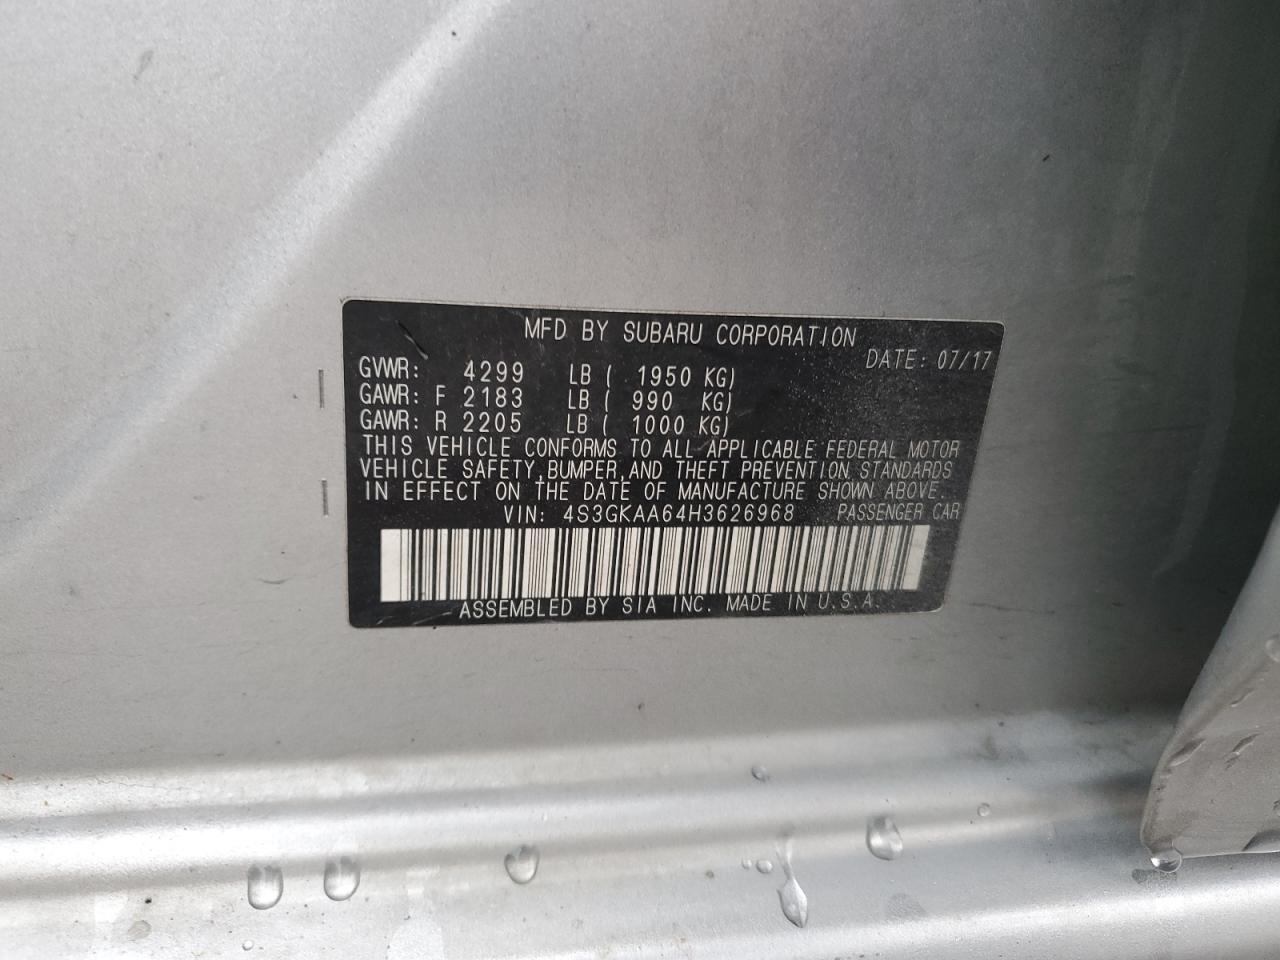 MFD BY SUBARU CORPORATION
DATE: 07/17
GVWR: 4299 LB ( 1950 KG)
GAWR: F 2183 LB ( 990 KG)
GAWR: R 2205 LB ( 1000 KG)
THIS VEHICLE CONFORMS TO ALL APPLICABLE FEDERAL MOTOR
VEHICLE SAFETY, BUMPER, AND THEFT PREVENTION STANDARDS
IN EFFECT ON THE DATE OF MANUFACTURE SHOWN ABOVE.
VIN: 4S3GKAA64H3626968 PASSENGER CAR
ASSEMBLED BY SIA INC. MADE IN U.S.A.